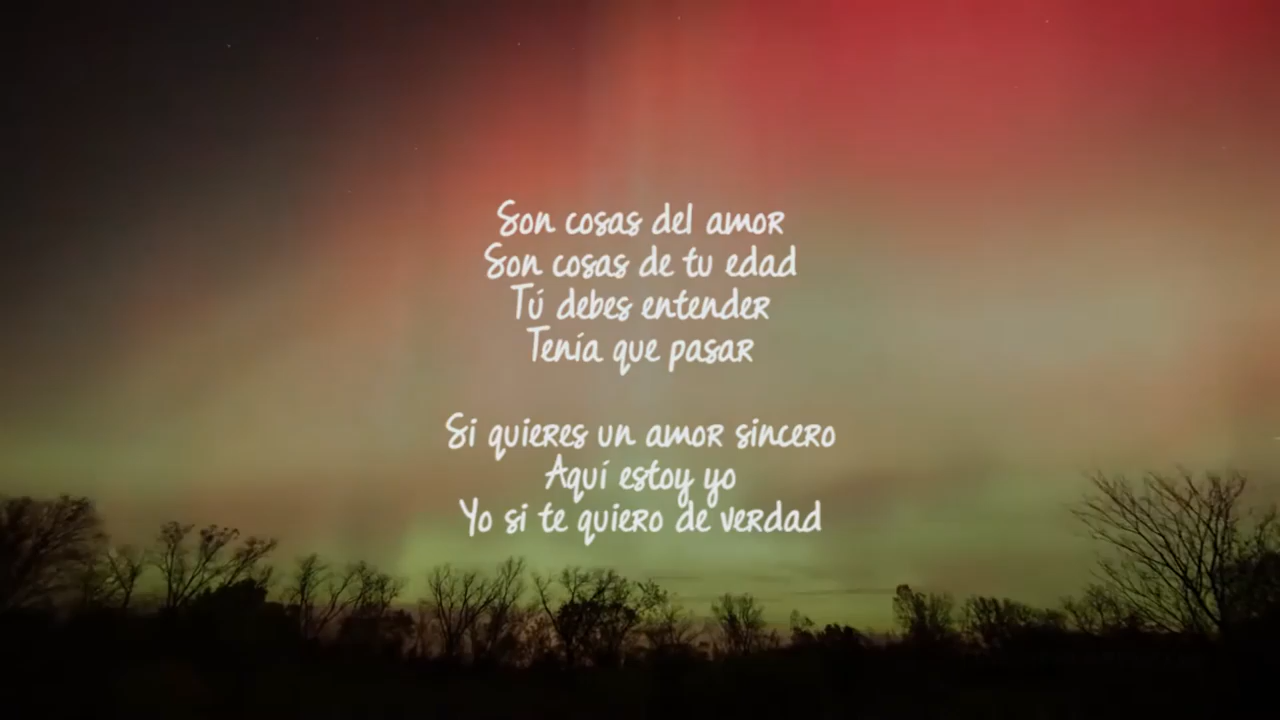 Son cosas del amor
Son cosas de tu edad
Tú debes entender
Tenía que pasar
Si quieres un amor sincero
Aquí estoy yo
Yo si te quiero de verdad